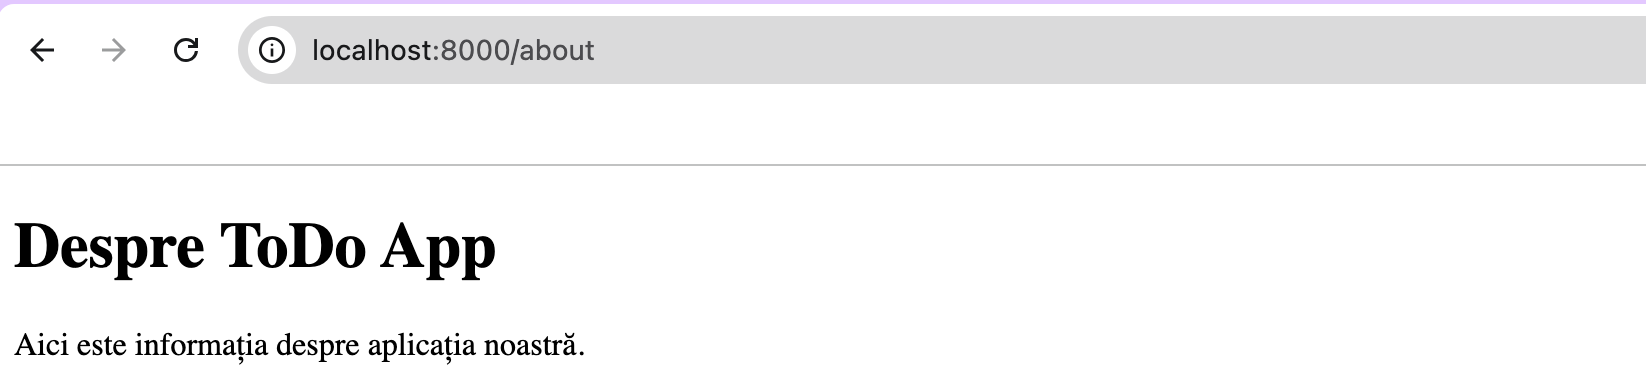 localhost:8000/about
Despre ToDo App
Aici este informația despre aplicația noastră.